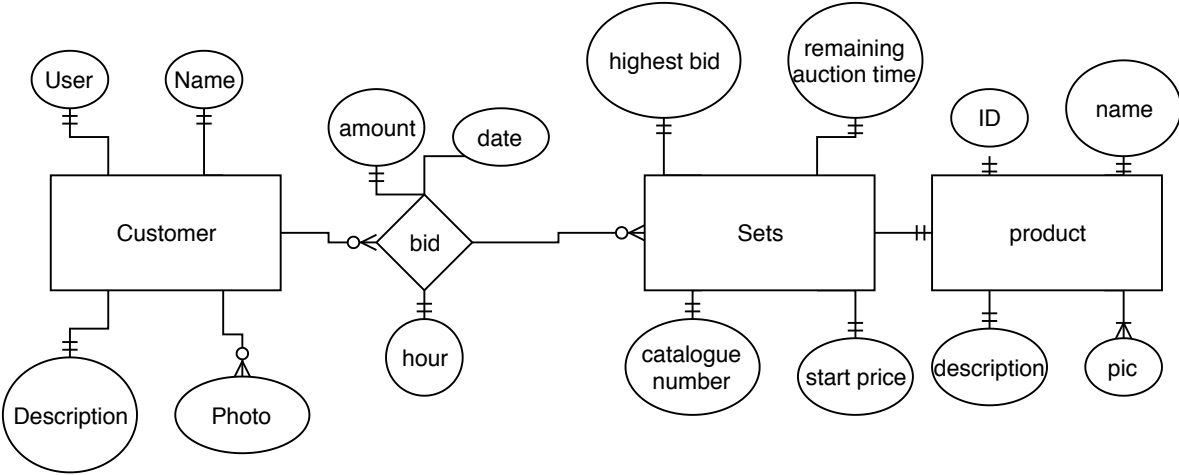 User
Name
highest bid
remaining
auction time
ID
name
amount
date
Customer
bid
Sets
product
Description
Photo
hour
catalogue
number
start price
description
pic